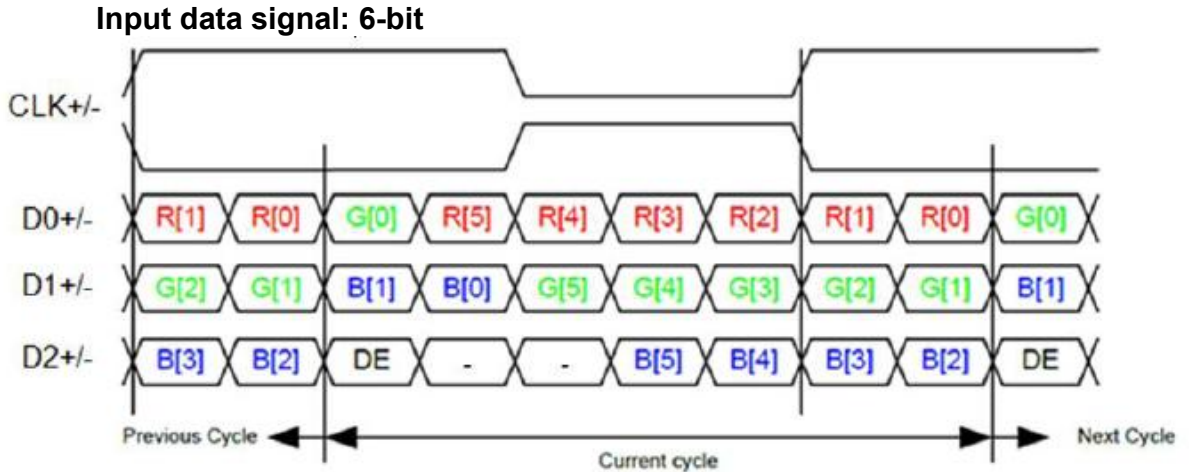 Input data signal: 6-bit
CLK+/-
D0+/- R[1] R[0] G[0] R[5] R[4] R[3] R[2] R[1] R[0] G[0]
D1+/- G[2] G[1] B[1] B[0] G[5] G[4] G[3] G[2] G[1] B[1]
D2+/- B[3] B[2] DE - - B[5] B[4] B[3] B[2] DE
Previous Cycle Next Cycle
Current cycle